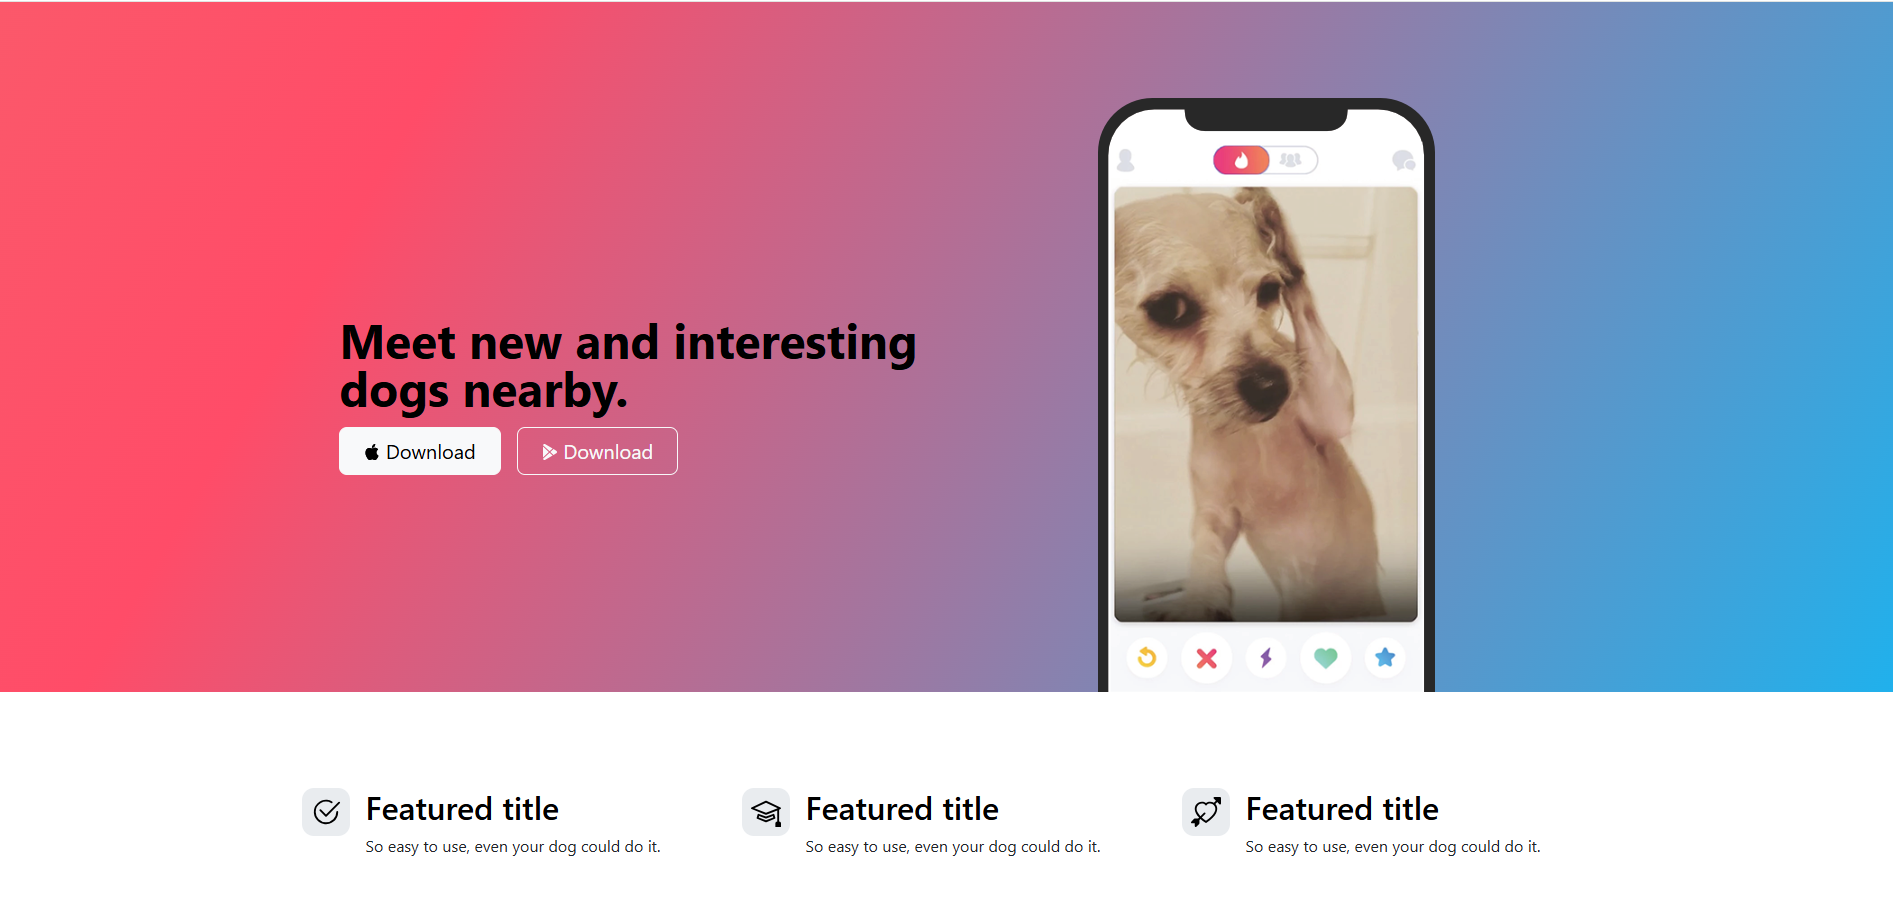 Meet new and interesting
dogs nearby.
Download
Download
Featured title
So easy to use, even your dog could do it.
Featured title
So easy to use, even your dog could do it.
Featured title
So easy to use, even your dog could do it.